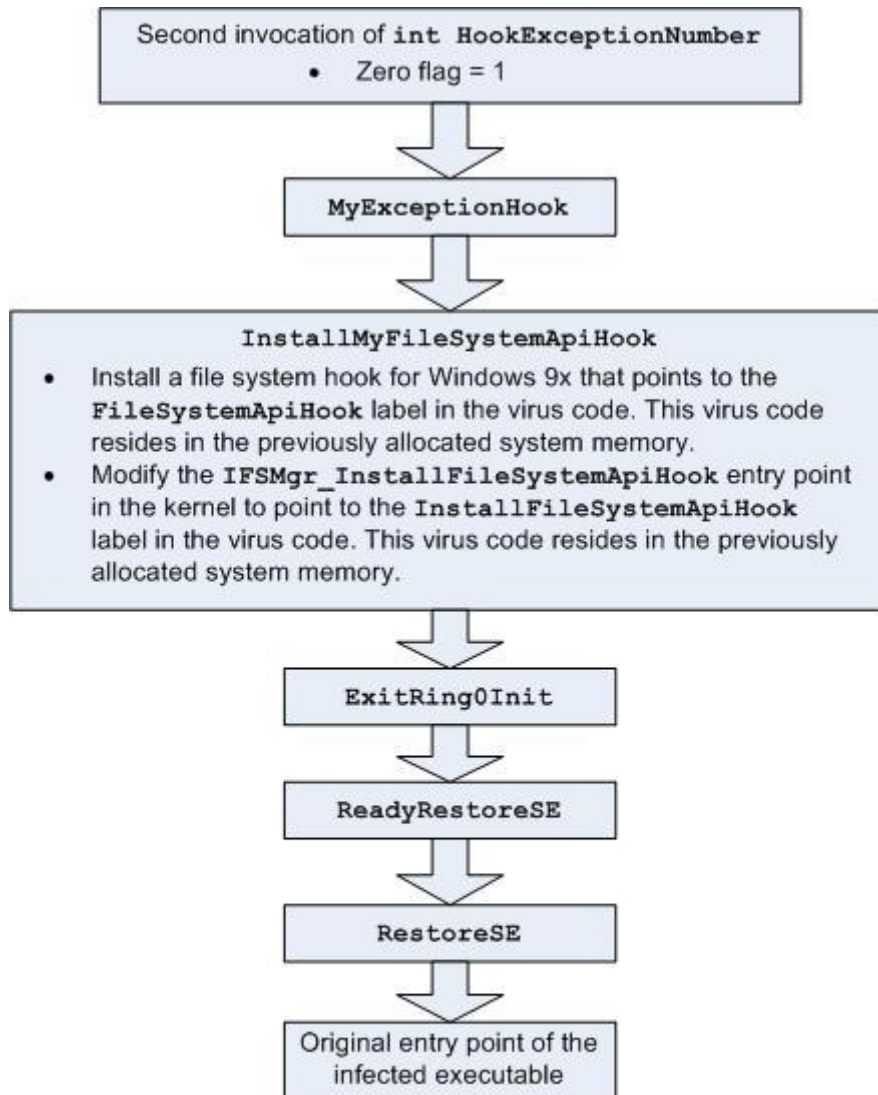 Second invocation of int HookExceptionNumber
• Zero flag = 1
MyExceptionHook
InstallMyFileSystemApiHook
• Install a file system hook for Windows 9x that points to the
FileSystemApiHook label in the virus code. This virus code
resides in the previously allocated system memory.
• Modify the IFSMgr_InstallFileSystemApiHook entry point
in the kernel to point to the InstallFileSystemApiHook
label in the virus code. This virus code resides in the previously
allocated system memory.
ExitRing0Init
ReadyRestoreSE
RestoreSE
Original entry point of the
infected executable